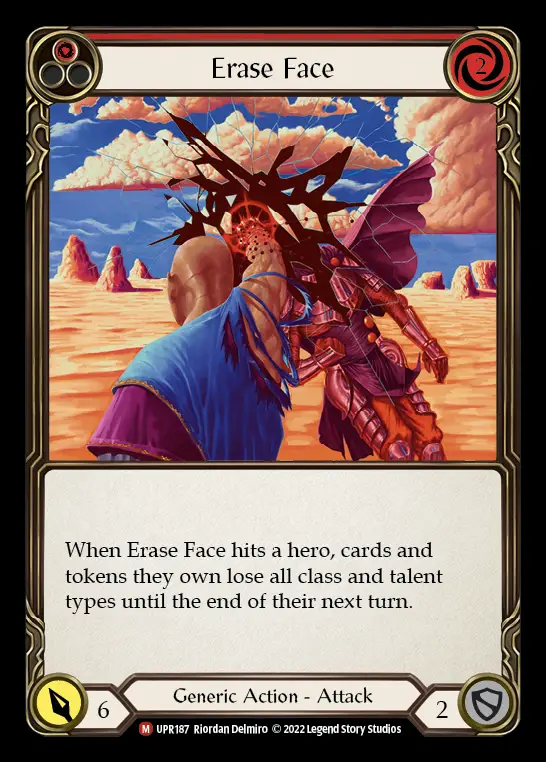 2
Erase Face
When Erase Face hits a hero, cards and
tokens they own lose all class and talent
types until the end of their next turn.
6
Generic Action - Attack
2
M UPR187 Riordan Delmiro © 2022 Legend Story Studios